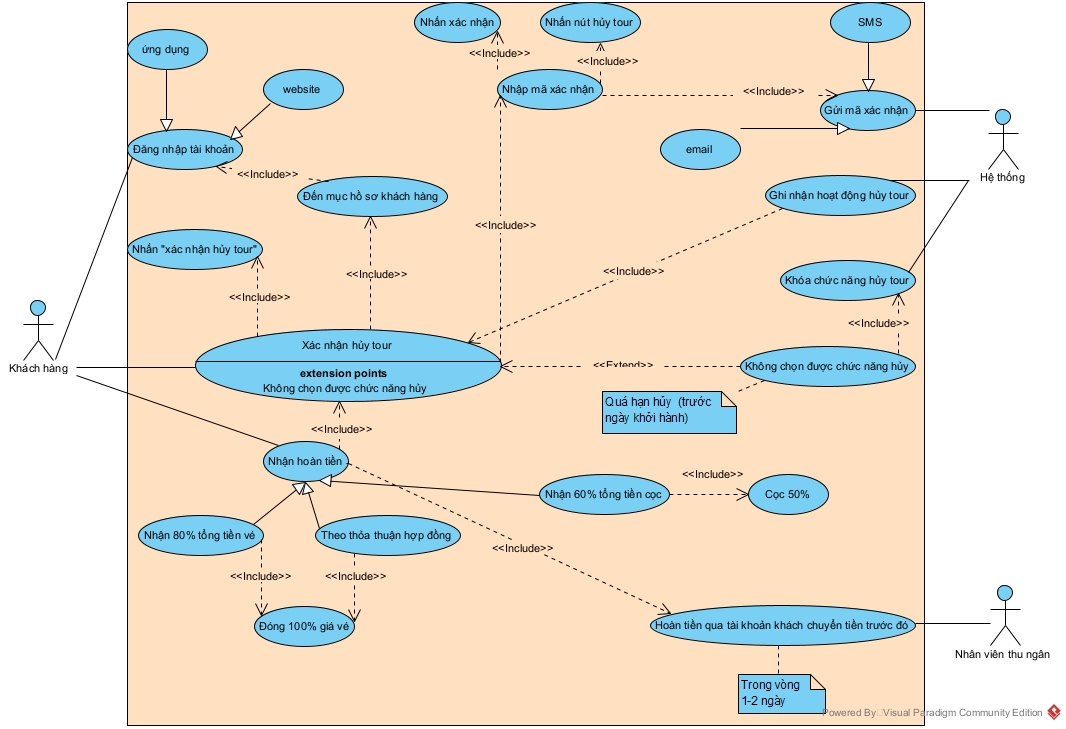 Nhấn xác nhận
Nhấn nút hủy tour
SMS
ứng dụng
<<Include>>
<<Include>>
website
Nhập mã xác nhận
<<Include>>
Gửi mã xác nhận
Đăng nhập tài khoản
email
<<Include>>
Hệ thống
Đến mục hồ sơ khách hàng
Ghi nhận hoạt động hủy tour
<<Include>>
Nhấn "xác nhận hủy tour"
<<Include>>
<<Include>>
Khóa chức năng hủy tour
<<Include>>
<<Include>>
Xác nhận hủy tour
extension points
Không chọn được chức năng hủy
<<Extend>>
Không chọn được chức năng hủy
Khách hàng
Quá hạn hủy (trước
ngày khởi hành)
<<Include>>
Nhận hoàn tiền
<<Include>>
Nhận 60% tổng tiền cọc
Cọc 50%
Nhận 80% tổng tiền vé
Theo thỏa thuận hợp đồng
<<Include>>
<<Include>>
<<Include>>
Đóng 100% giá vé
Hoàn tiền qua tài khoản khách chuyển tiền trước đó
Nhân viên thu ngân
Trong vòng
1-2 ngày
Powered By Visual Paradigm Community Edition